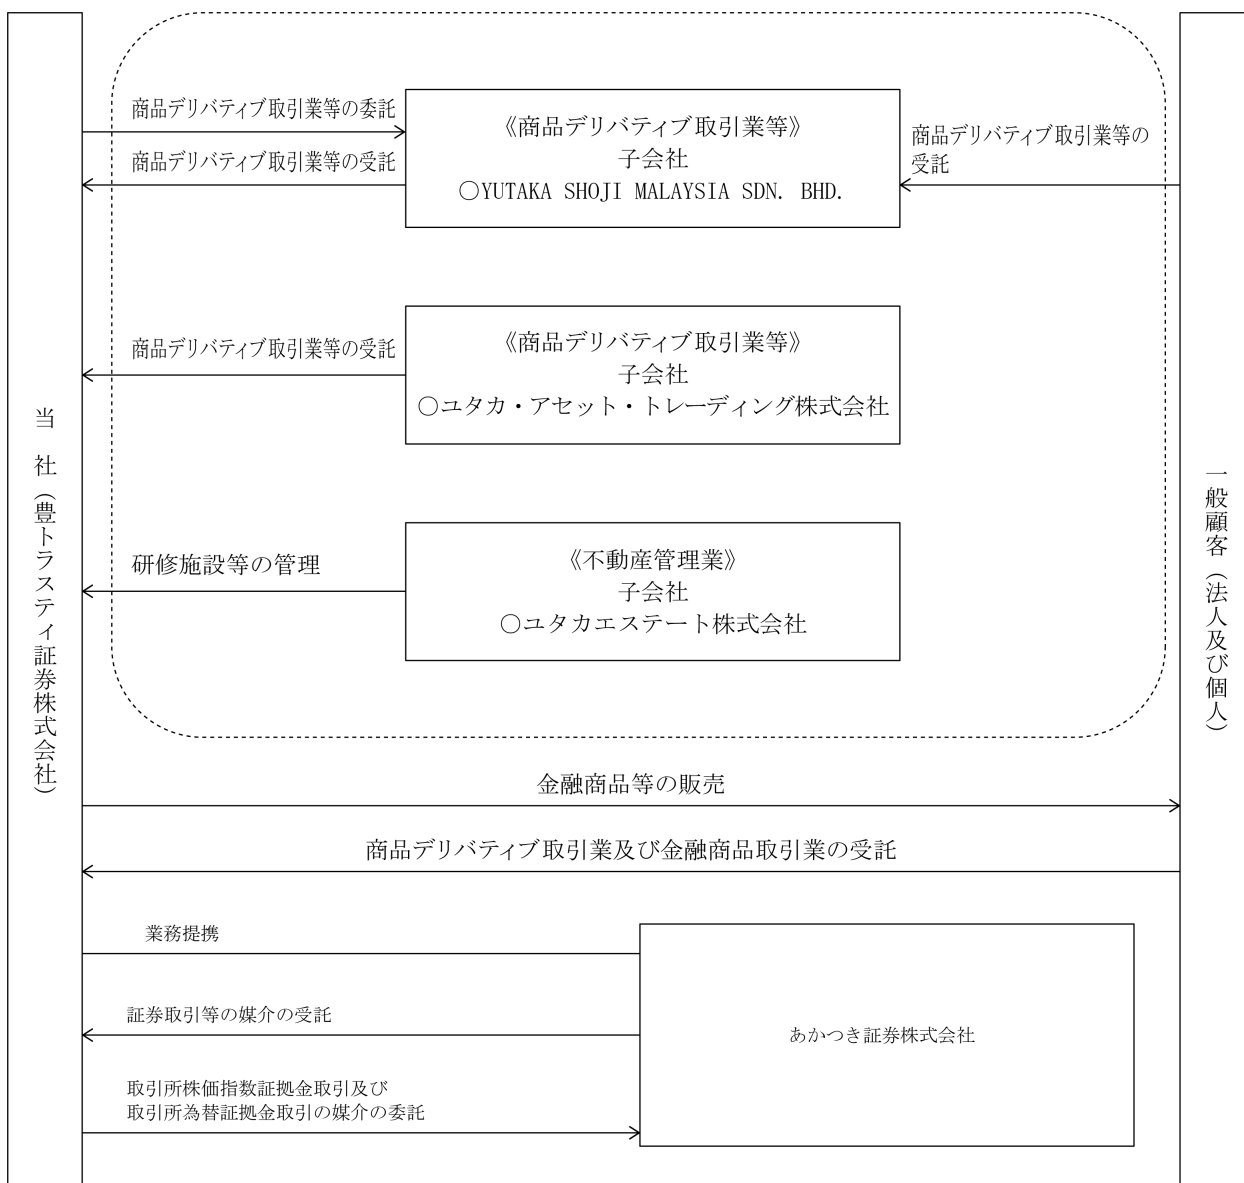 商品デリバティブ取引業等の委託
商品デリバティブ取引業等の受託
《商品デリバティブ取引業等》
子会社
○YUTAKA SHOJI MALAYSIA SDN. BHD.
商品デリバティブ取引業等の
受託
商品デリバティブ取引業等の受託
《商品デリバティブ取引業等》
子会社
○ユタカ・アセット・トレーディング株式会社
研修施設等の管理
《不動産管理業》
子会社
○ユタカエステート株式会社
当　社（豊トラスティ証券株式会社）
一般顧客（法人及び個人）
金融商品等の販売
商品デリバティブ取引業及び金融商品取引業の受託
業務提携
証券取引等の媒介の受託
取引所株価指数証拠金取引及び
取引所為替証拠金取引の媒介の委託
あかつき証券株式会社